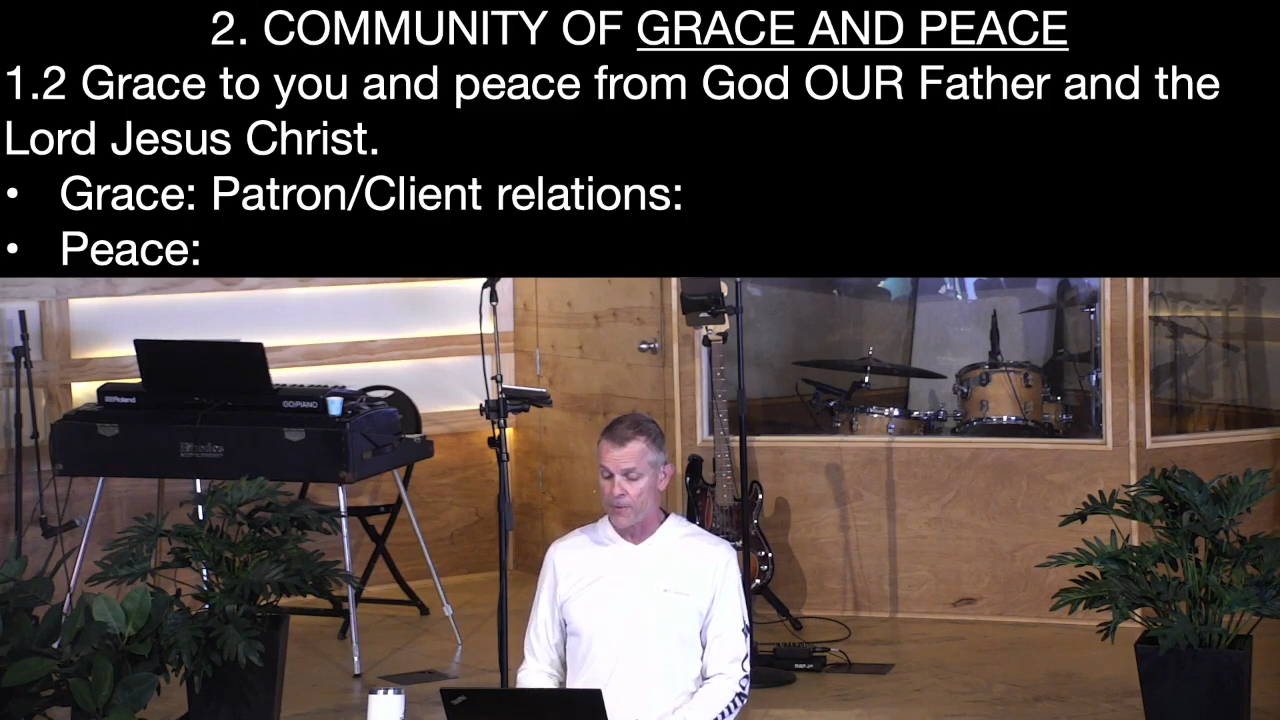 2. COMMUNITY OF GRACE AND PEACE
1.2 Grace to you and peace from God OUR Father and the
Lord Jesus Christ.
• Grace: Patron/Client relations:
• Peace:
Roland
GO:PIANO
Rhodes